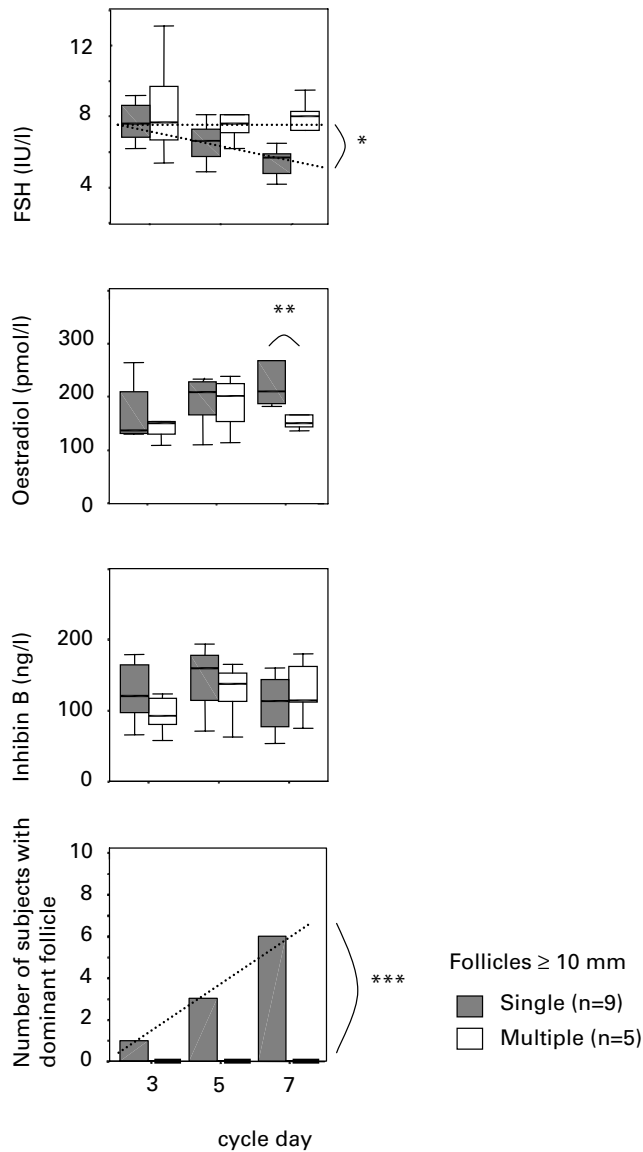 FSH (IU/l)
12
8
4
*
Oestradiol (pmol/l)
300
200
100
0
**
Inhibin B (ng/l)
200
100
0
Number of subjects with
dominant follicle
10
8
6
4
2
0
***
3 5 7
cycle day
Follicles ≥ 10 mm
Single (n=9)
Multiple (n=5)